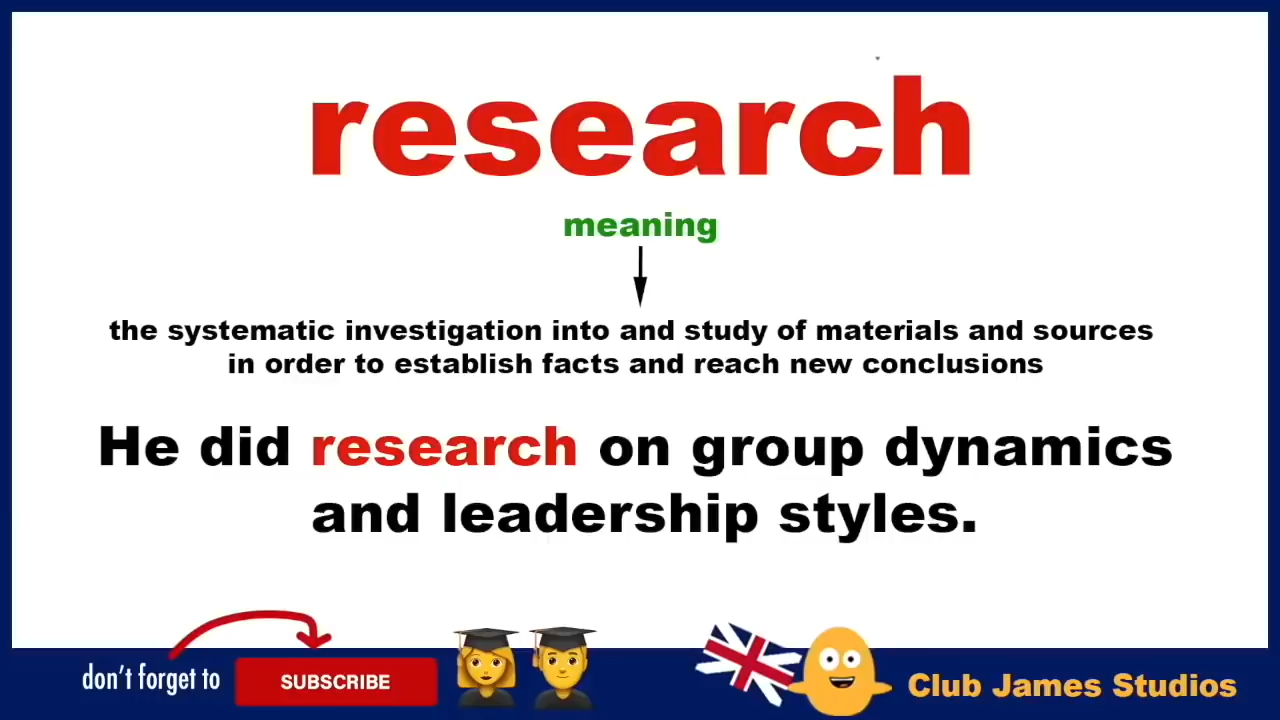 research
meaning
the systematic investigation into and study of materials and sources
in order to establish facts and reach new conclusions
He did research on group dynamics
and leadership styles.
don't forget to
SUBSCRIBE
Club James Studios